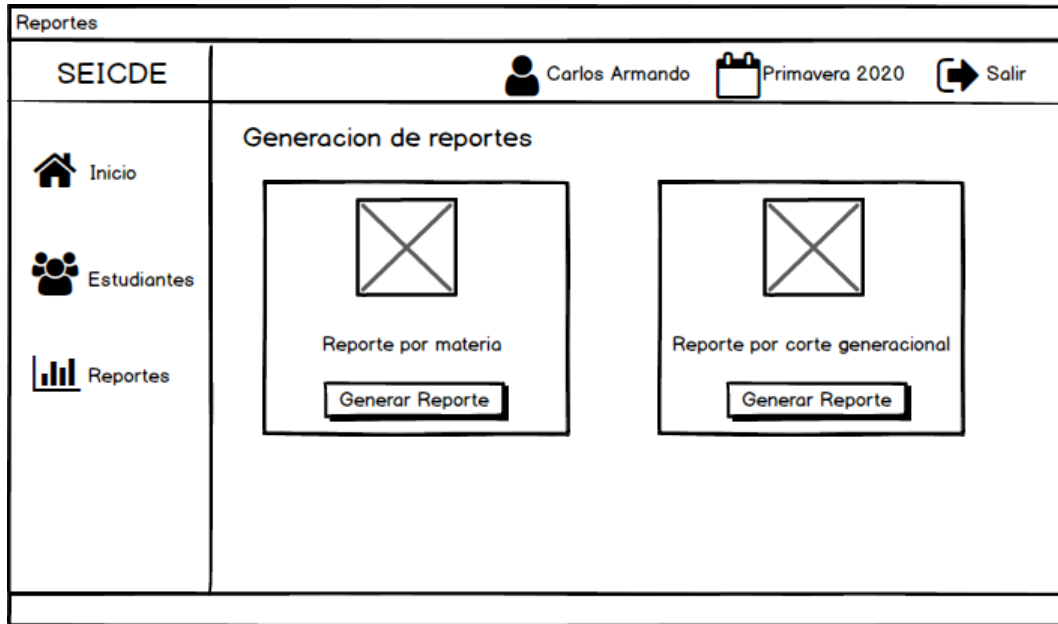 Reportes
SEICDE
Carlos Armando
Primavera 2020
Salir
Inicio
Estudiantes
Reportes
Generacion de reportes
Reporte por materia
Generar Reporte
Reporte por corte generacional
Generar Reporte